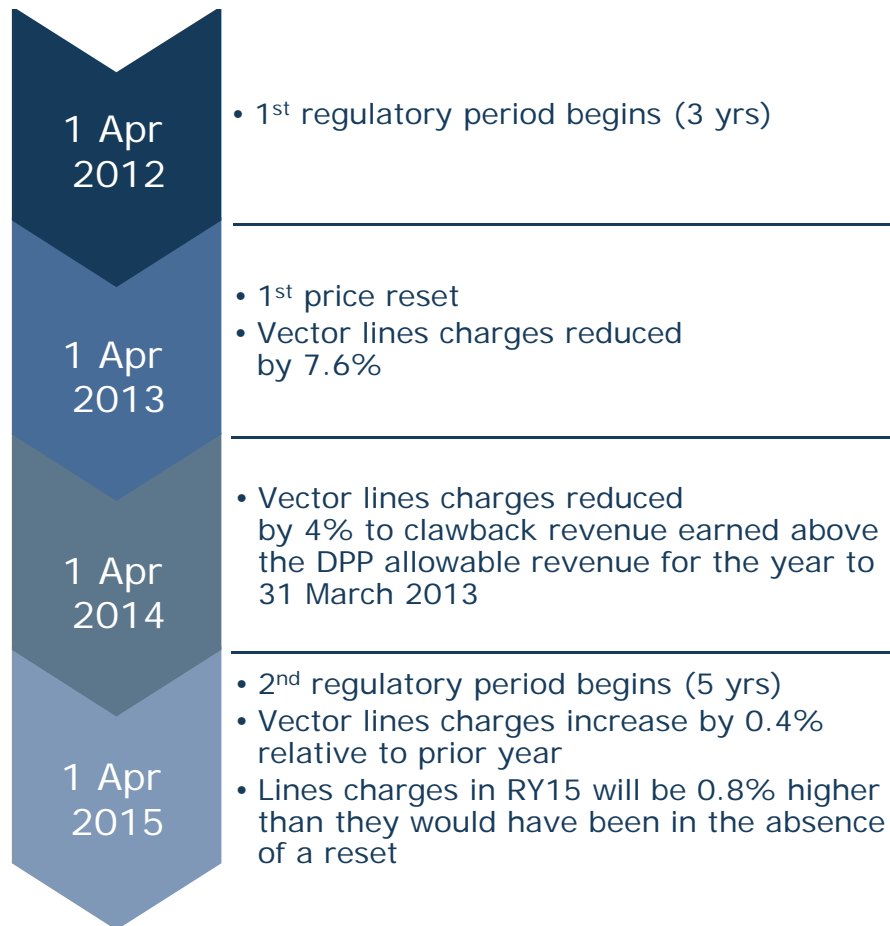 1 Apr
2012
• 1st regulatory period begins (3 yrs)
1 Apr
2013
• 1st price reset
• Vector lines charges reduced
by 7.6%
1 Apr
2014
• Vector lines charges reduced
by 4% to clawback revenue earned above
the DPP allowable revenue for the year to
31 March 2013
1 Apr
2015
• 2nd regulatory period begins (5 yrs)
• Vector lines charges increase by 0.4%
relative to prior year
• Lines charges in RY15 will be 0.8% higher
than they would have been in the absence
of a reset